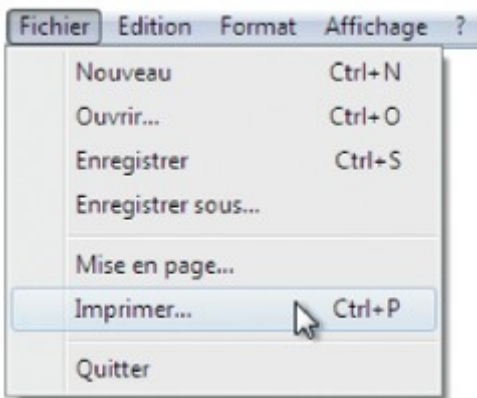 Fichier Edition Format Affichage ?
Nouveau Ctrl+N
Ouvrir... Ctrl+O
Enregistrer Ctrl+S
Enregistrer sous...
Mise en page...
Imprimer... Ctrl+P
Quitter